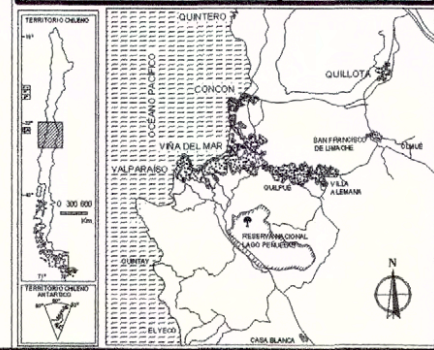 TERRITORIO CHILENO
0 300 600
Km.
TERRITORIO CHILENO
ANTARTICO
QUINTERO
OCEANO PACIFICO
QUILLOTA
CONCON
SAN FRANCISCO
DE LIMACHE
OLMUE
VIÑA DEL MAR
VALPARAISO
QUILPUE
VILLA
ALEMANA
RESERVA NACIONAL
LAGO PEÑUELAS
QUINTAY
N
EL YECO
CASA BLANCA